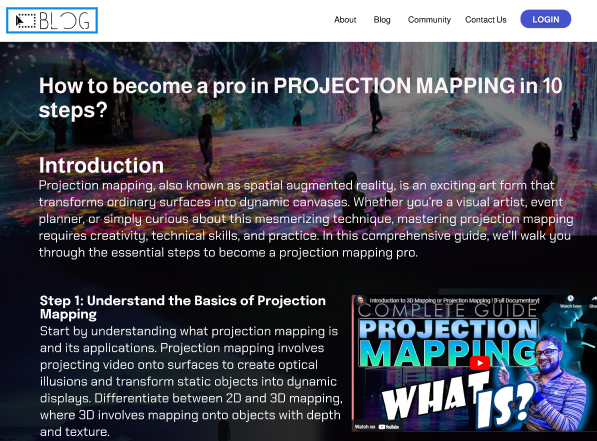 BLOG
About Blog Community Contact Us LOGIN
How to become a pro in PROJECTION MAPPING in 10
steps?
Introduction
Projection mapping, also known as spatial augmented reality, is an exciting art form that
transforms ordinary surfaces into dynamic canvases. Whether you're a visual artist, event
planner, or simply curious about this mesmerizing technique, mastering projection mapping
requires creativity, technical skills, and practice. In this comprehensive guide, we'll walk you
through the essential steps to become a projection mapping pro.
Step 1: Understand the Basics of Projection
Mapping
Start by understanding what projection mapping is
and its applications. Projection mapping involves
projecting video onto surfaces to create optical
illusions and transform static objects into dynamic
displays. Differentiate between 2D and 3D mapping,
where 3D involves mapping onto objects with depth
and texture.
Introduction to 3D Mapping or Projection Mapping ! [Full Documentary]
Watch later Share
COMPLETE GUIDE
PROJECTION
MAPPING
WHAT
IS?
Watch on YouTube